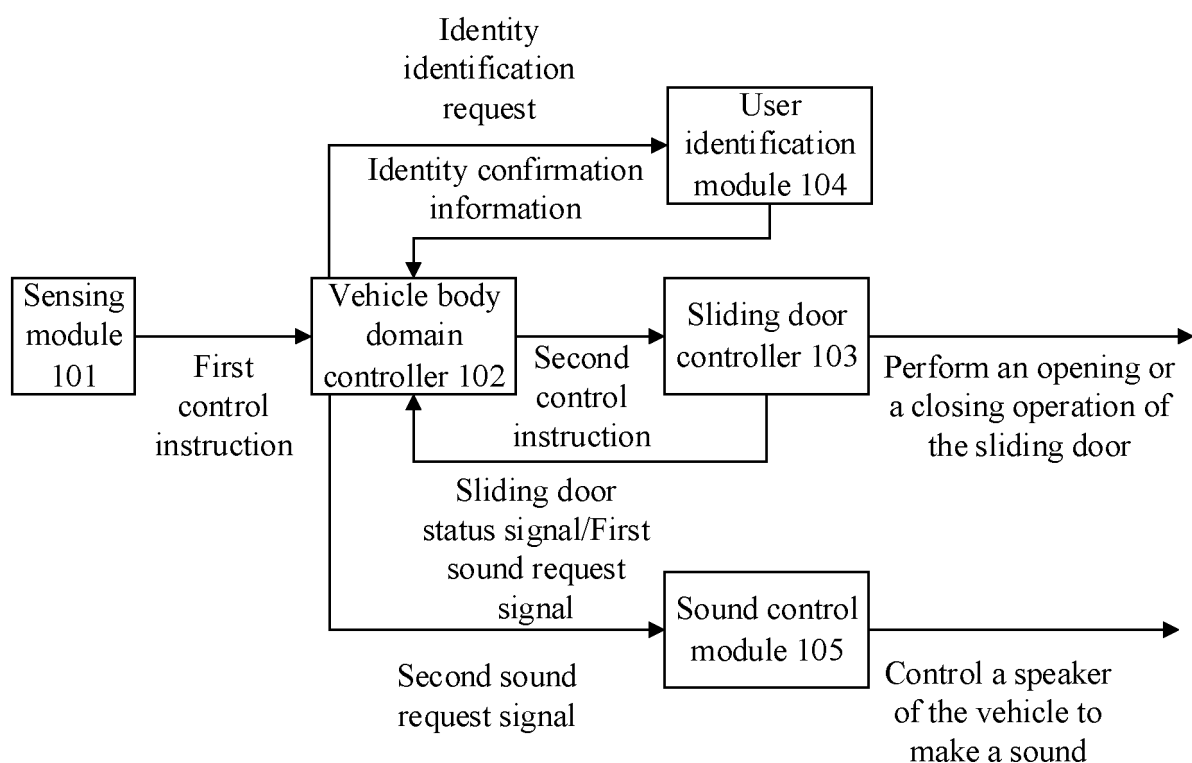 Identity
identification
request
User
identification
module 104
Identity confirmation
information
Sensing
module
101
First
control
instruction
Vehicle body
domain
controller 102
Second
control
instruction
Sliding door
controller 103
Perform an opening or
a closing operation of
the sliding door
Sliding door
status signal/First
sound request
signal
Second sound
request signal
Sound control
module 105
Control a speaker
of the vehicle to
make a sound